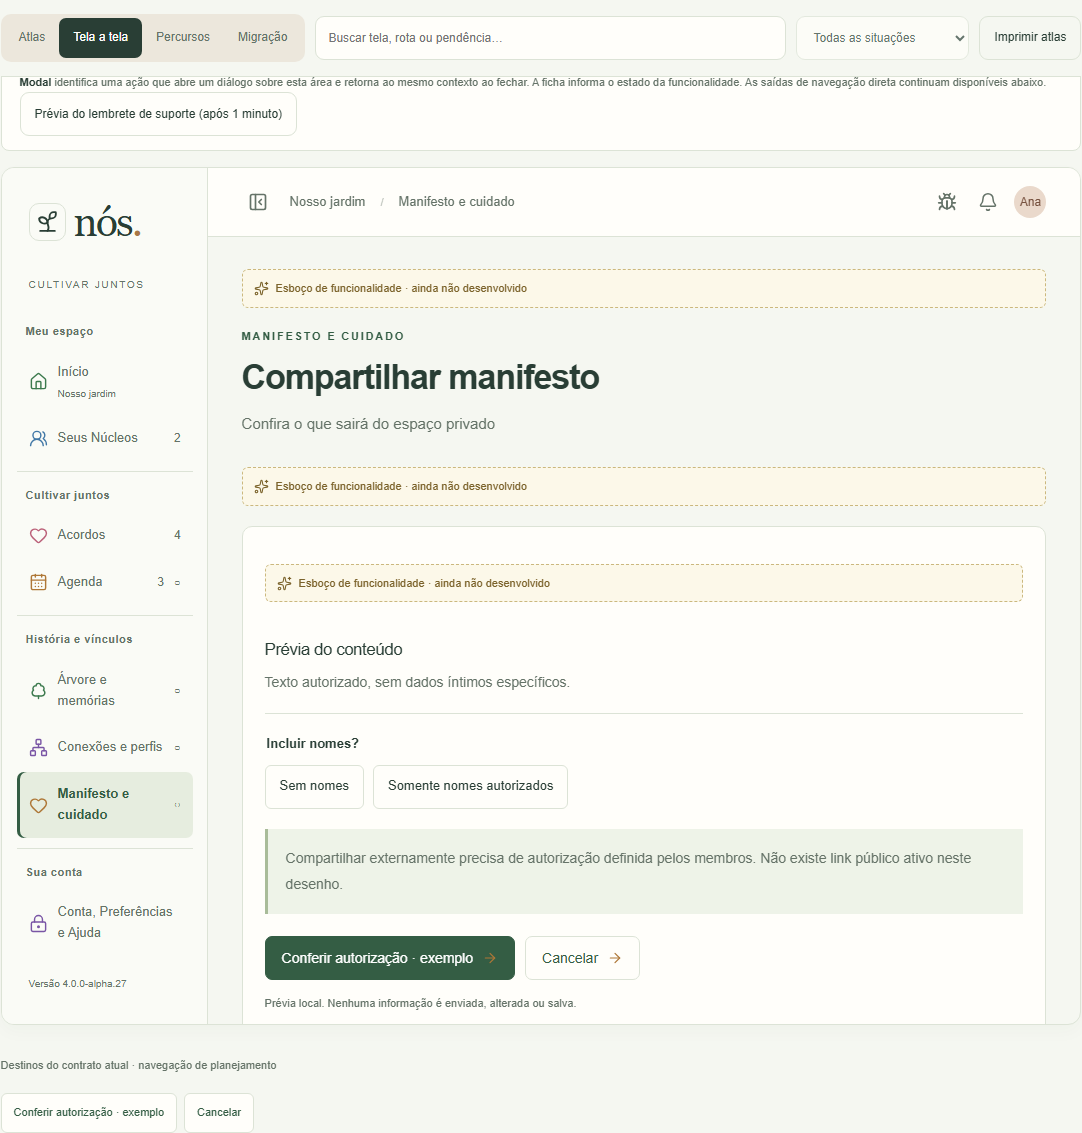 Atlas
Tela a tela
Percursos
Migração
Buscar tela, rota ou pendência...
Todas as situações
Imprimir atlas
Modal identifica uma ação que abre um diálogo sobre esta área e retorna ao mesmo contexto ao fechar. A ficha informa o estado da funcionalidade. As saídas de navegação direta continuam disponíveis abaixo.
Prévia do lembrete de suporte (após 1 minuto)
nós.
CULTIVAR JUNTOS
Meu espaço
Início
Nosso jardim
Seus Núcleos 2
Cultivar juntos
Acordos 4
Agenda 3
História e vínculos
Árvore e
memórias
Conexões e perfis
Manifesto e
cuidado
Sua conta
Conta, Preferências
e Ajuda
Versão 4.0.0-alpha.27
Nosso jardim / Manifesto e cuidado
Ana
Esboço de funcionalidade · ainda não desenvolvido
MANIFESTO E CUIDADO
Compartilhar manifesto
Confira o que sairá do espaço privado
Esboço de funcionalidade · ainda não desenvolvido
Esboço de funcionalidade · ainda não desenvolvido
Prévia do conteúdo
Texto autorizado, sem dados íntimos específicos.
Incluir nomes?
Sem nomes
Somente nomes autorizados
Compartilhar externamente precisa de autorização definida pelos membros. Não existe link público ativo neste
desenho.
Conferir autorização · exemplo →
Cancelar →
Prévia local. Nenhuma informação é enviada, alterada ou salva.
Destinos do contrato atual · navegação de planejamento
Conferir autorização · exemplo
Cancelar